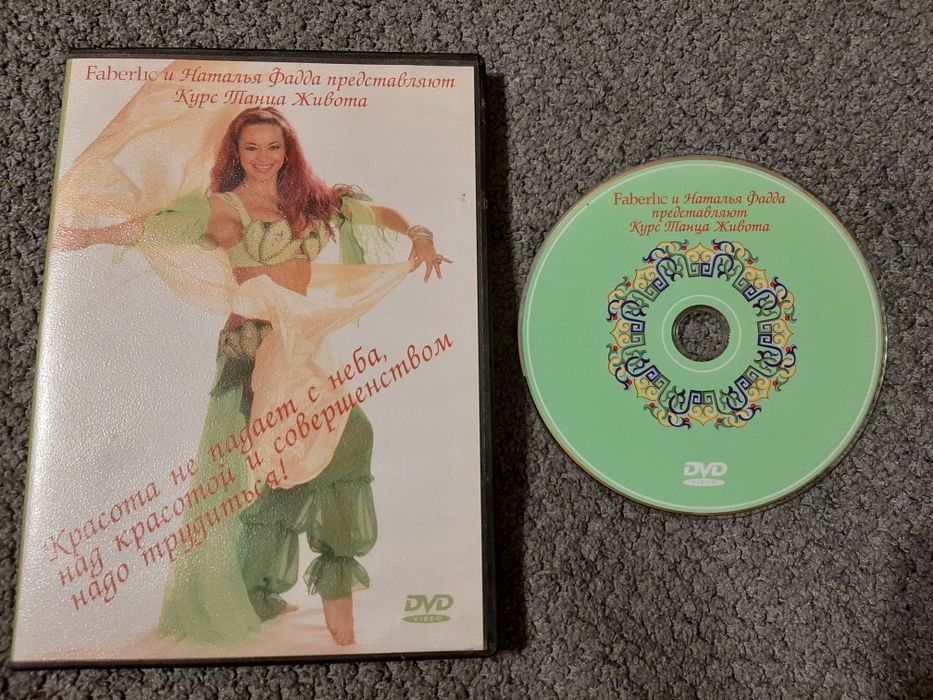 Faberlic и Наталья Фадда представляют
Курс Танца Живота
Красота не падает с неба,
над красотой и совершенством
надо трудиться!
DVD
VIDEO
Faberlic и Наталья Фадда
представляют
Курс Танца Живота
DVD
VIDEO